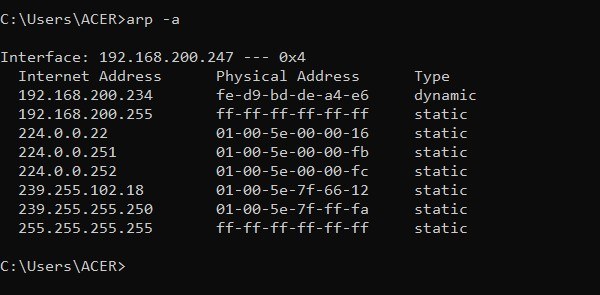 C:\Users\ACER>arp -a
Interface: 192.168.200.247 --- 0x4
Internet Address Physical Address Type
192.168.200.234 fe-d9-bd-de-a4-e6 dynamic
192.168.200.255 ff-ff-ff-ff-ff-ff static
224.0.0.22 01-00-5e-00-00-16 static
224.0.0.251 01-00-5e-00-00-fb static
224.0.0.252 01-00-5e-00-00-fc static
239.255.102.18 01-00-5e-7f-66-12 static
239.255.255.250 01-00-5e-7f-ff-fa static
255.255.255.255 ff-ff-ff-ff-ff-ff static
C:\Users\ACER>